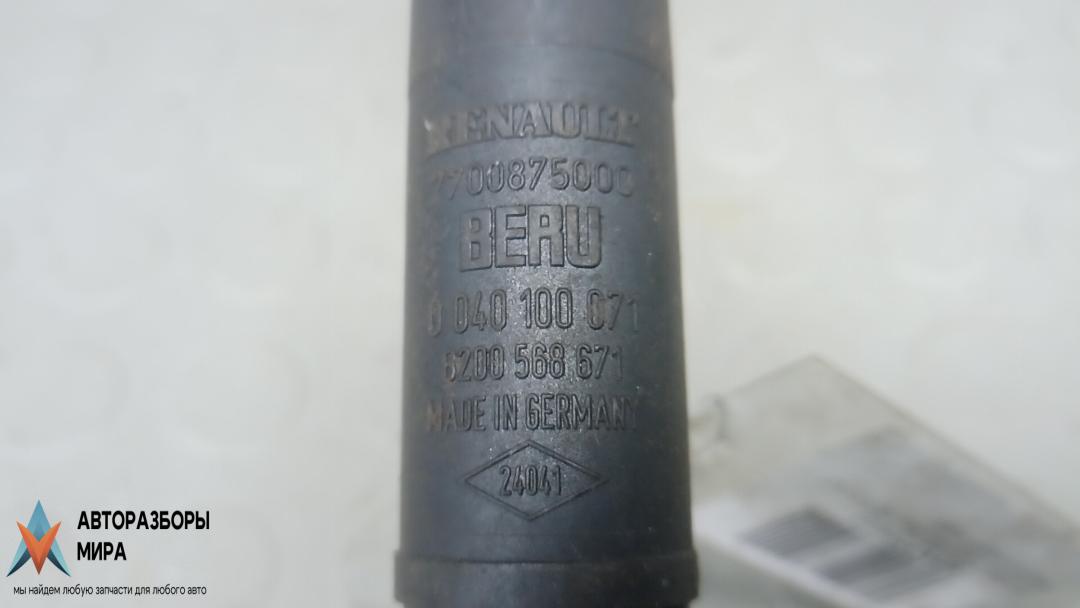 RENAULT
7700875000
BERU
0 040 100 071
8200 568 671
MADE IN GERMANY
24041
АВТОРАЗБОРЫ
МИРА
мы найдем любую запчасти для любого авто